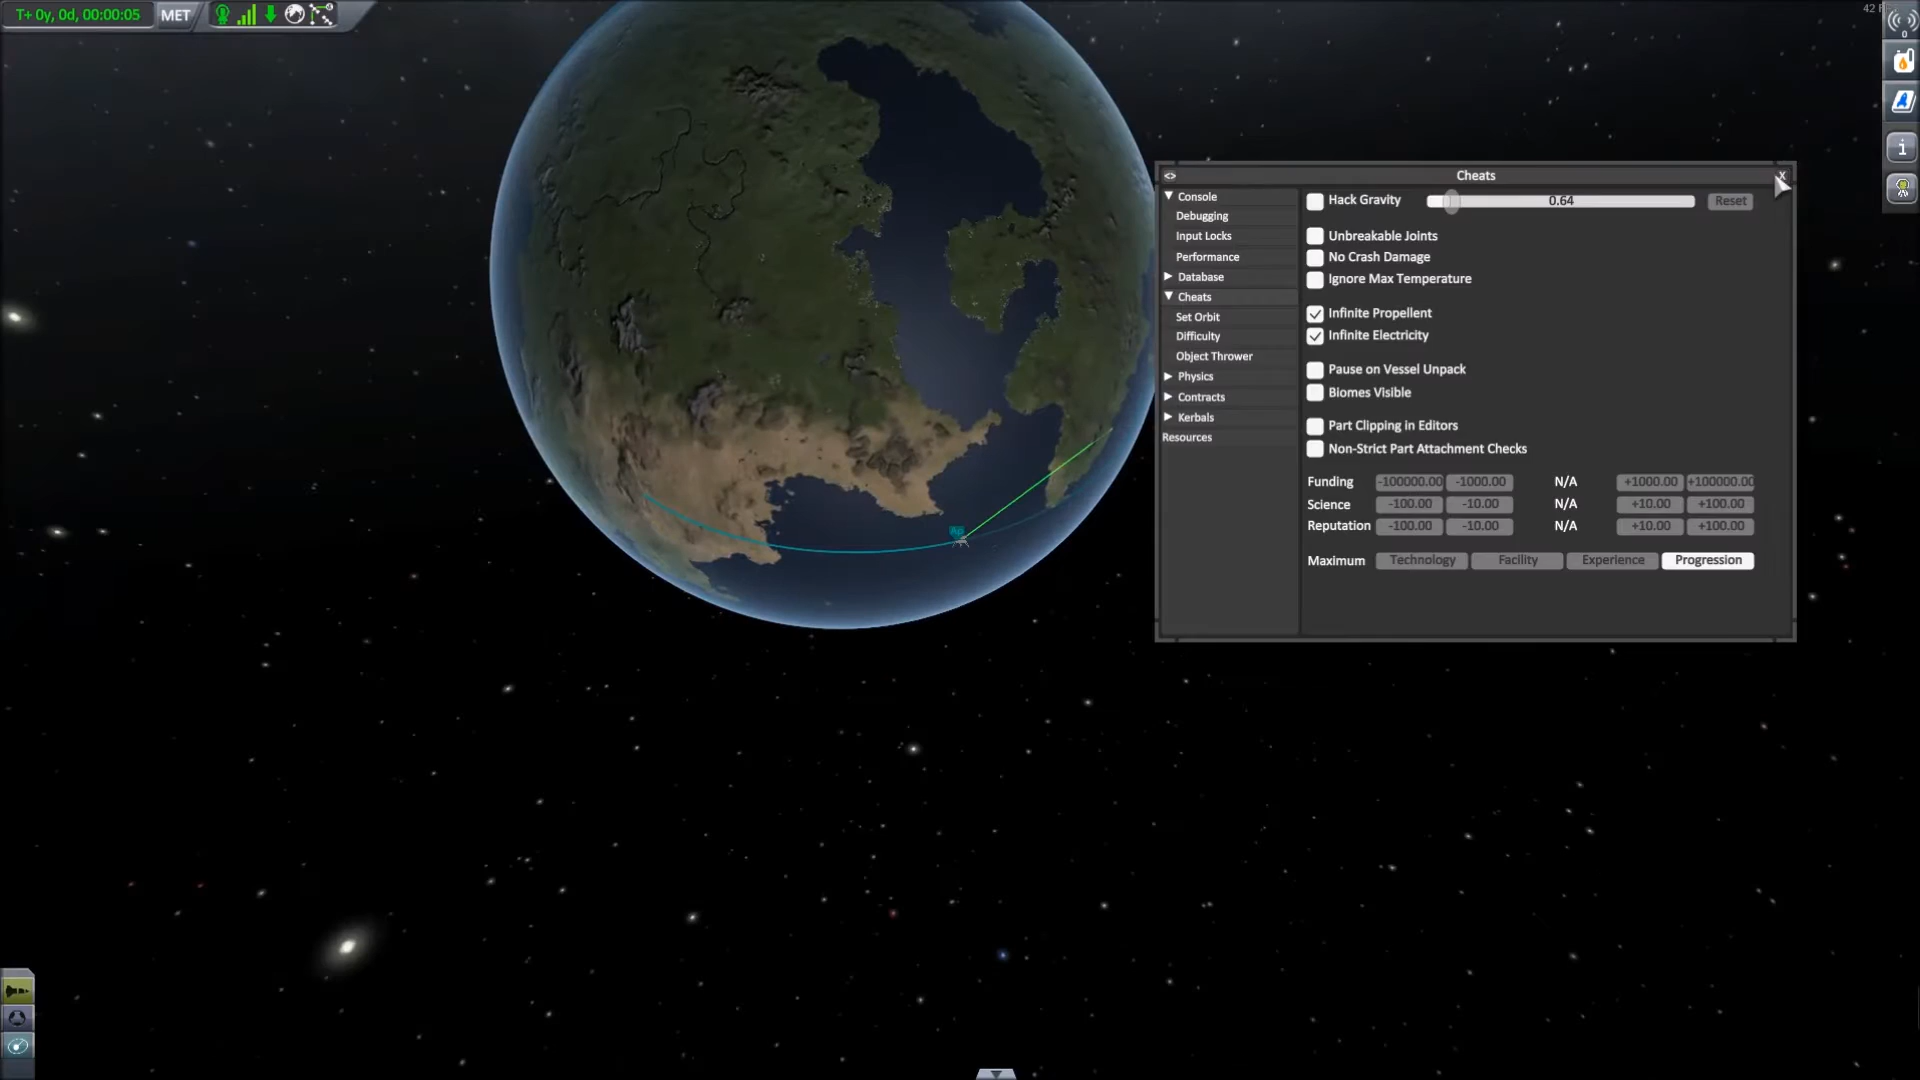 T+ 0y, 0d, 00:00:05 MET
42
0
Cheats
x
Console
Debugging
Input Locks
Performance
Database
Cheats
Set Orbit
Difficulty
Object Thrower
Physics
Contracts
Kerbals
Resources
Hack Gravity 0.64 Reset
Unbreakable Joints
No Crash Damage
Ignore Max Temperature
Infinite Propellent
Infinite Electricity
Pause on Vessel Unpack
Biomes Visible
Part Clipping in Editors
Non-Strict Part Attachment Checks
Funding -100000.00 -1000.00 N/A +1000.00 +100000.00
Science -100.00 -10.00 N/A +10.00 +100.00
Reputation -100.00 -10.00 N/A +10.00 +100.00
Maximum Technology Facility Experience Progression